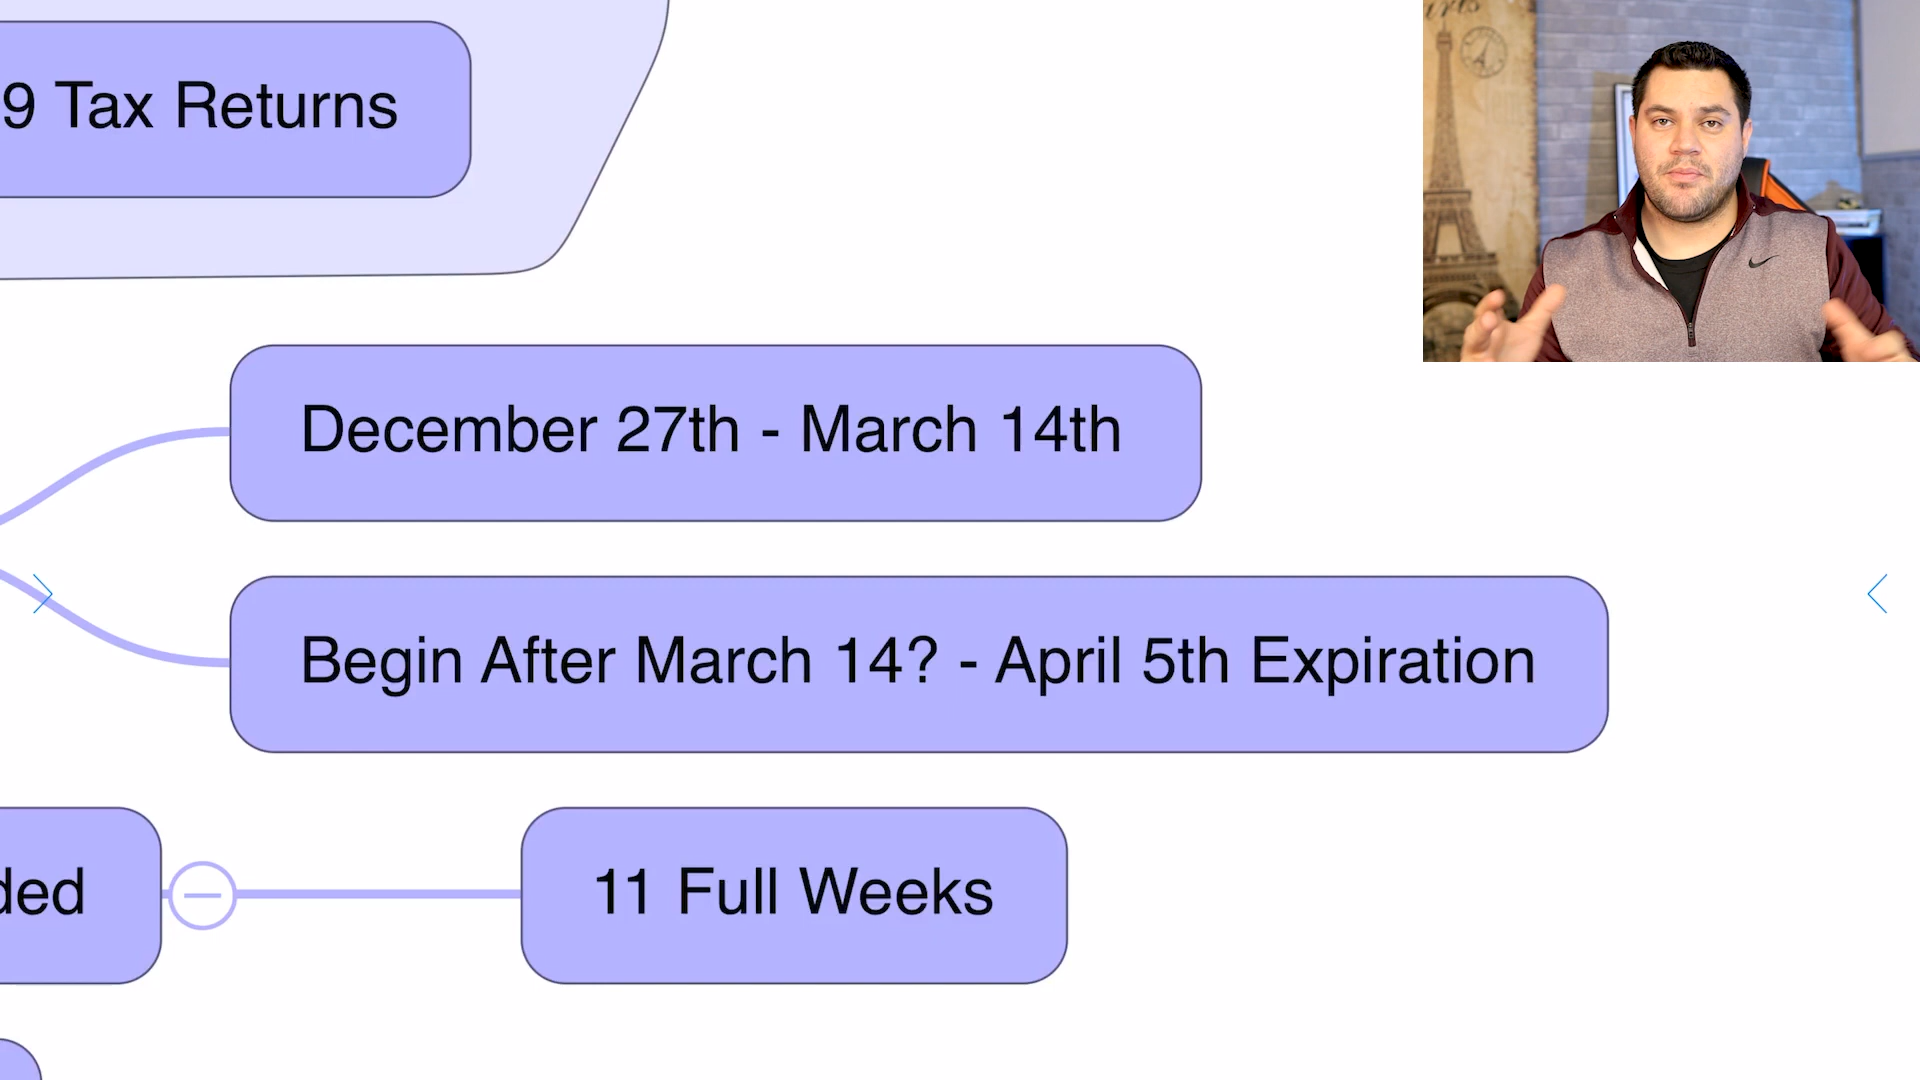 9 Tax Returns
December 27th - March 14th
Begin After March 14? - April 5th Expiration
ded
11 Full Weeks